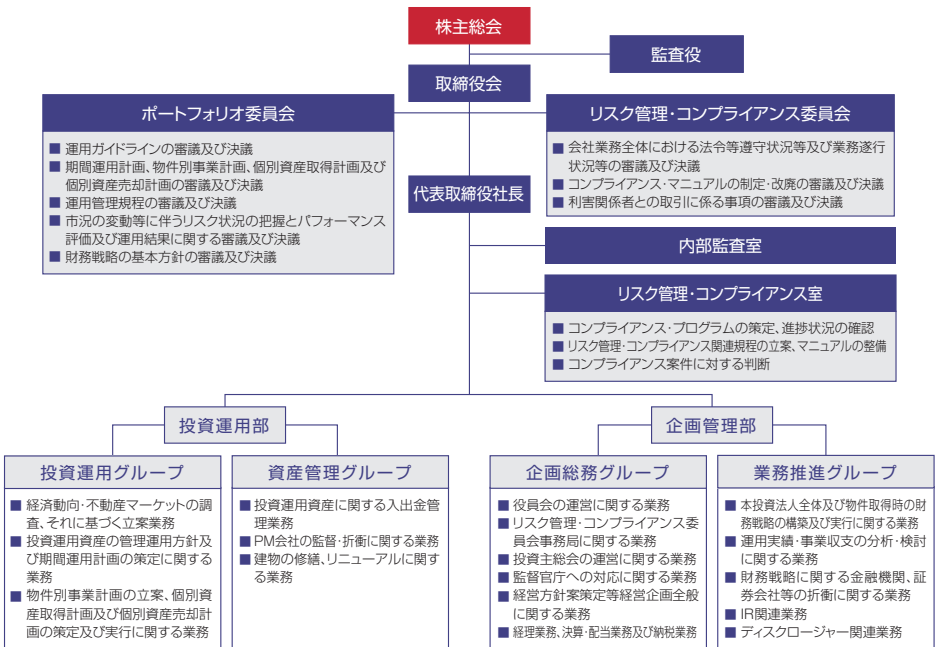 株主総会
監査役
取締役会
ポートフォリオ委員会
■ 運用ガイドラインの審議及び決議
■ 期間運用計画、物件別事業計画、個別資産取得計画及び
個別資産売却計画の審議及び決議
■ 運用管理規程の審議及び決議
■ 市況の変動等に伴うリスク状況の把握とパフォーマンス
評価及び運用結果に関する審議及び決議
■ 財務戦略の基本方針の審議及び決議
リスク管理・コンプライアンス委員会
■ 会社業務全体における法令等遵守状況等及び業務遂行
状況等の審議及び決議
■ コンプライアンス・マニュアルの制定・改廃の審議及び決議
■ 利害関係者との取引に係る事項の審議及び決議
代表取締役社長
内部監査室
リスク管理・コンプライアンス室
■ コンプライアンス・プログラムの策定、進捗状況の確認
■ リスク管理・コンプライアンス関連規程の立案、マニュアルの整備
■ コンプライアンス案件に対する判断
投資運用部
企画管理部
投資運用グループ
■ 経済動向・不動産マーケットの調
査、それに基づく立案業務
■ 投資運用資産の管理運用方針及
び期間運用計画の策定に関する
業務
■ 物件別事業計画の立案、個別資
産取得計画及び個別資産売却計
画の策定及び実行に関する業務
資産管理グループ
■ 投資運用資産に関する入出金管
理業務
■ PM会社の監督・折衝に関する業務
■ 建物の修繕、リニューアルに関す
る業務
企画総務グループ
■ 役員会の運営に関する業務
■ リスク管理・コンプライアンス委
員会事務局に関する業務
■ 投資主総会の運営に関する業務
■ 監督官庁への対応に関する業務
■ 経営方針案策定等経営企画全般
に関する業務
■ 経理業務、決算・配当業務及び納税業務
業務推進グループ
■ 本投資法人全体及び物件取得時の財
務戦略の構築及び実行に関する業務
■ 運用実績・事業収支の分析・検討
に関する業務
■ 財務戦略に関する金融機関、証
券会社等の折衝に関する業務
■ IR関連業務
■ ディスクロージャー関連業務